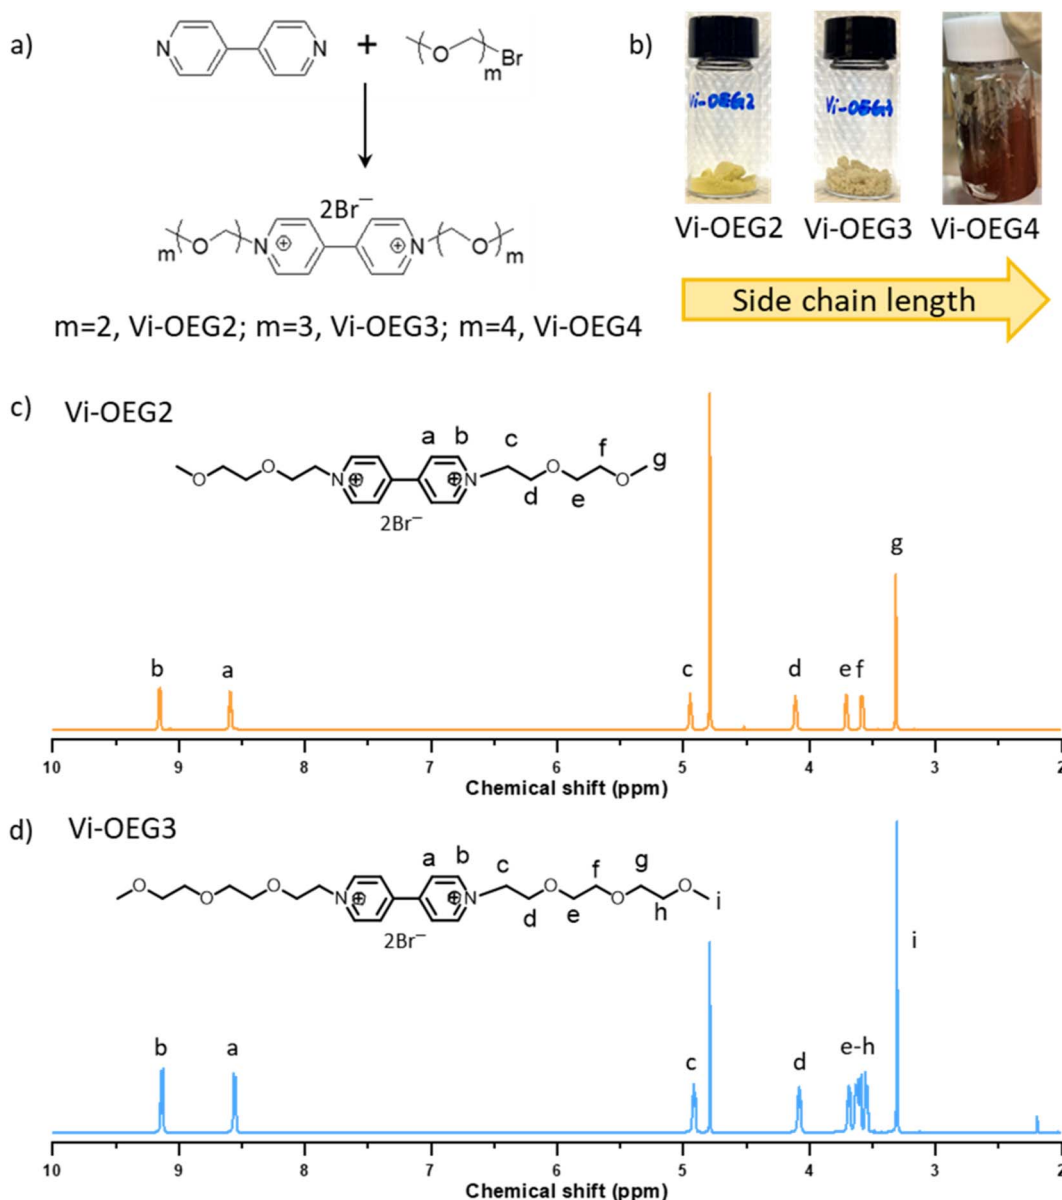 a)
N
N
+
O
m
Br
2Br⁻
m
O
N
⊕
⊕
N
O
m
m=2, Vi-OEG2; m=3, Vi-OEG3; m=4, Vi-OEG4
b)
Vi-OEG2
Vi-OEG3
Vi-OEG2
Vi-OEG3
Vi-OEG4
Side chain length
c)
Vi-OEG2
a
b
c
f
g
O
O
N
⊕
⊕
N
O
O
d
e
2Br⁻
b
a
c
d
e
f
g
10
9
8
7
6
5
4
3
2
Chemical shift (ppm)
d)
Vi-OEG3
a
b
c
f
g
O
O
O
N
⊕
⊕
N
O
O
O
i
d
e
h
2Br⁻
b
a
c
d
e-h
i
10
9
8
7
6
5
4
3
2
Chemical shift (ppm)